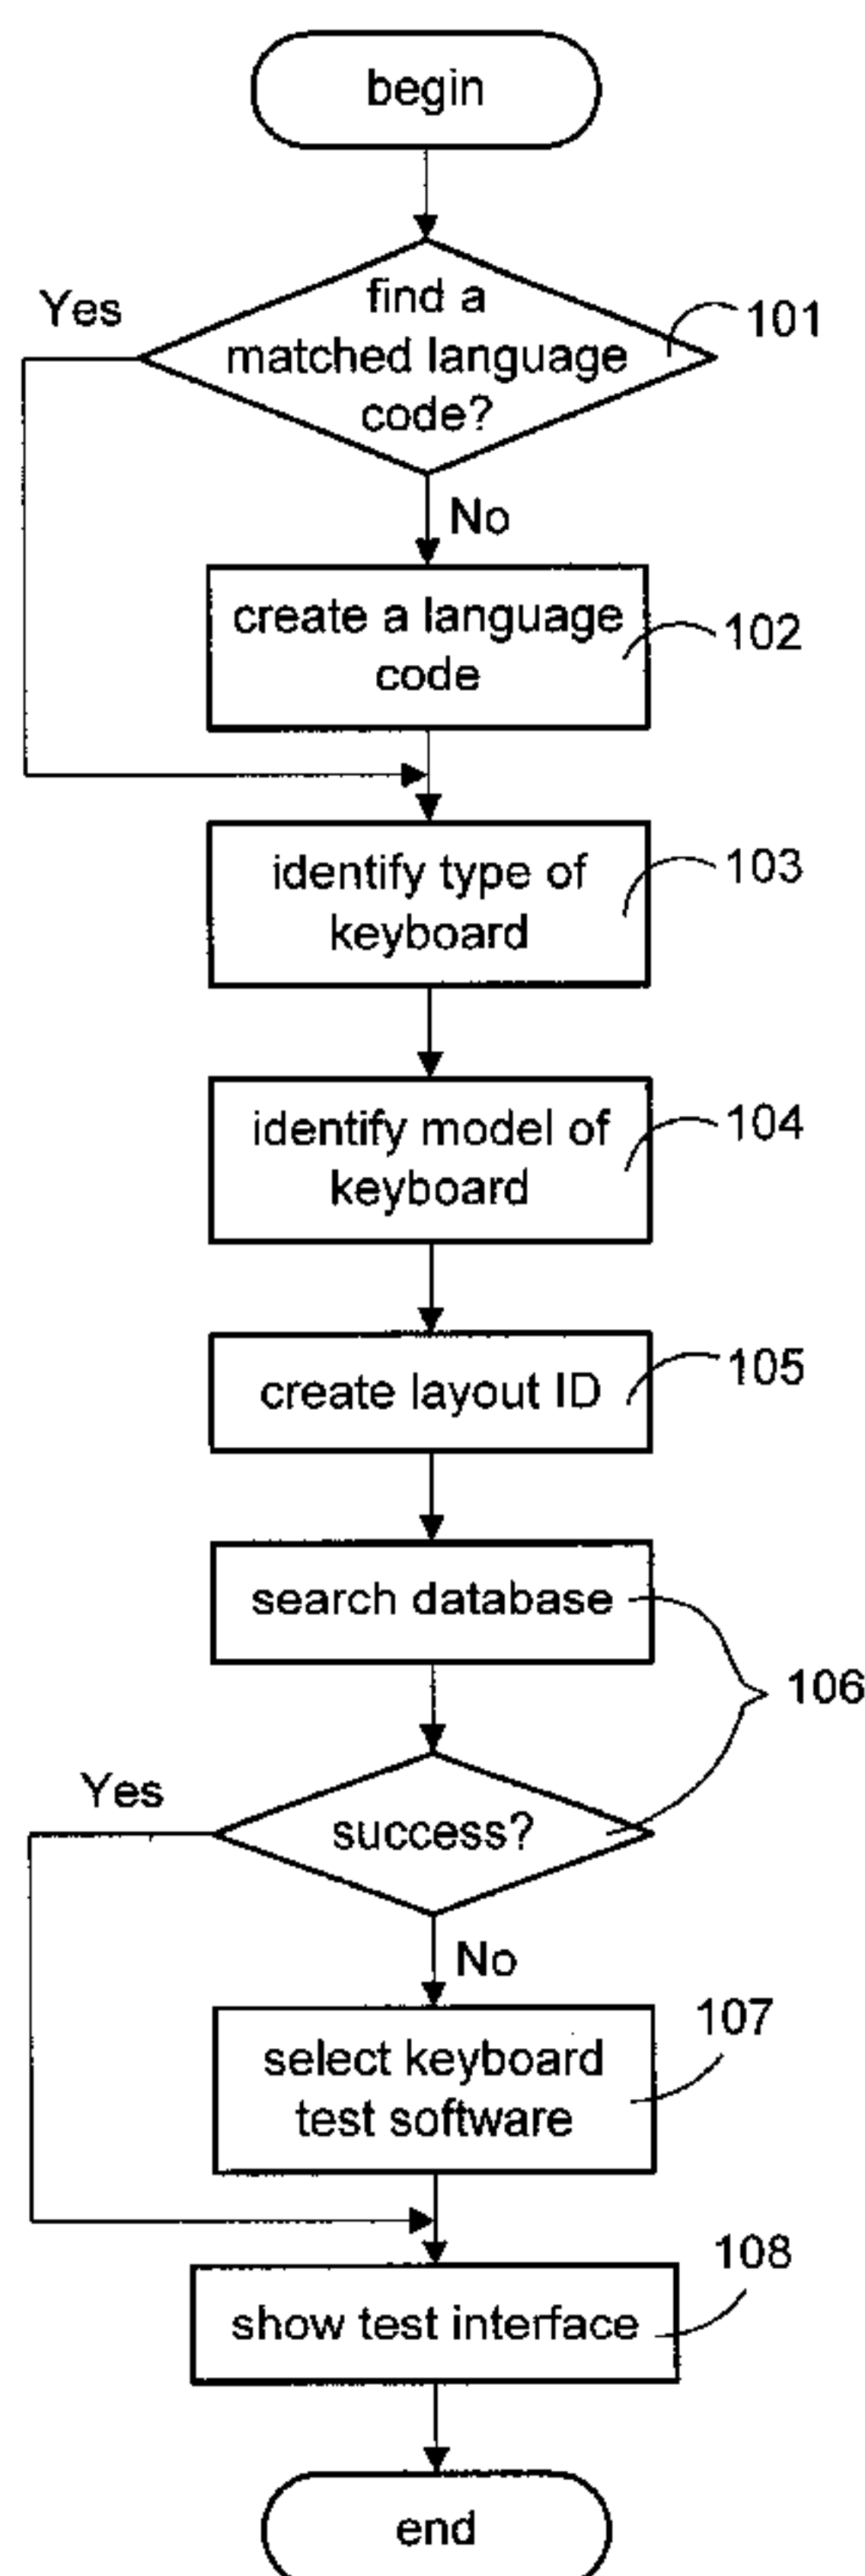 begin
find a
matched language
code?
101
Yes
No
create a language
code
102
identify type of
keyboard
103
identify model of
keyboard
104
create layout ID
105
search database
106
success?
Yes
No
select keyboard
test software
107
show test interface
108
end